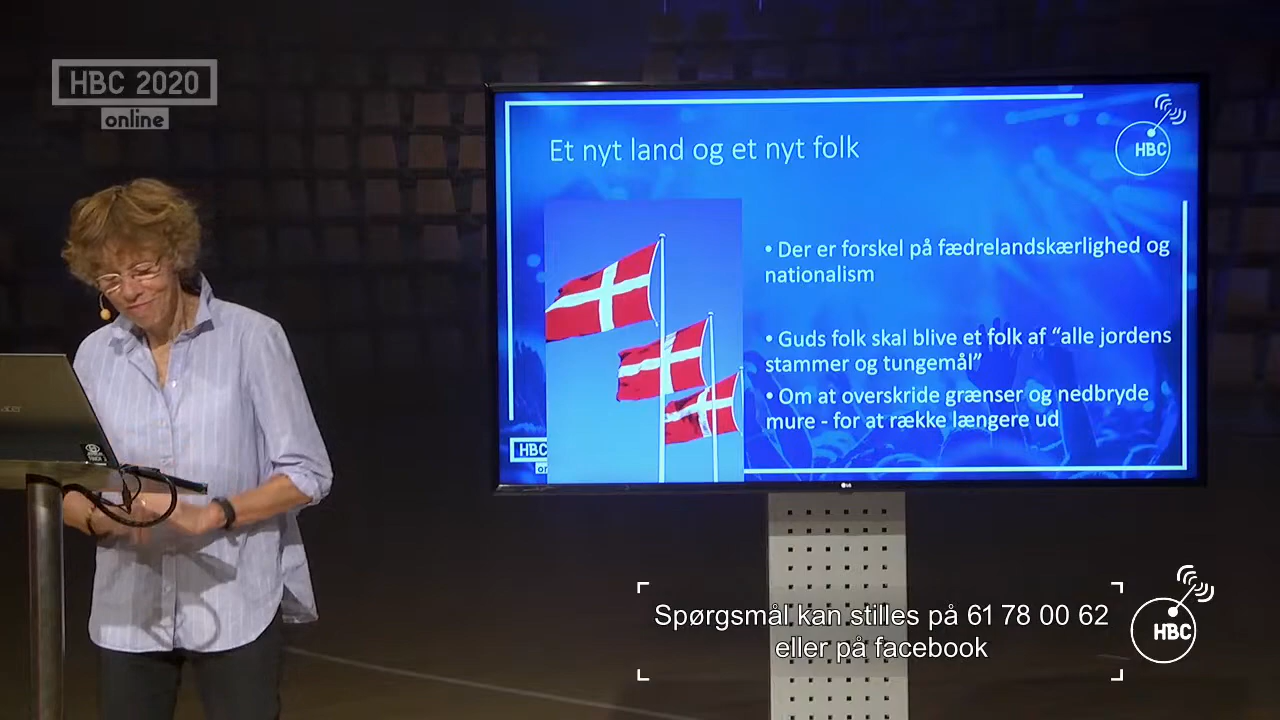 HBC 2020
online
Et nyt land og et nyt folk
HBC
• Der er forskel på fædrelandskærlighed og
nationalism
• Guds folk skal blive et folk af “alle jordens
stammer og tungemål”
• Om at overskride grænser og nedbryde
mure - for at række længere ud
HBC
acer
LG
Spørgsmål kan stilles på 61 78 00 62
eller på facebook
HBC